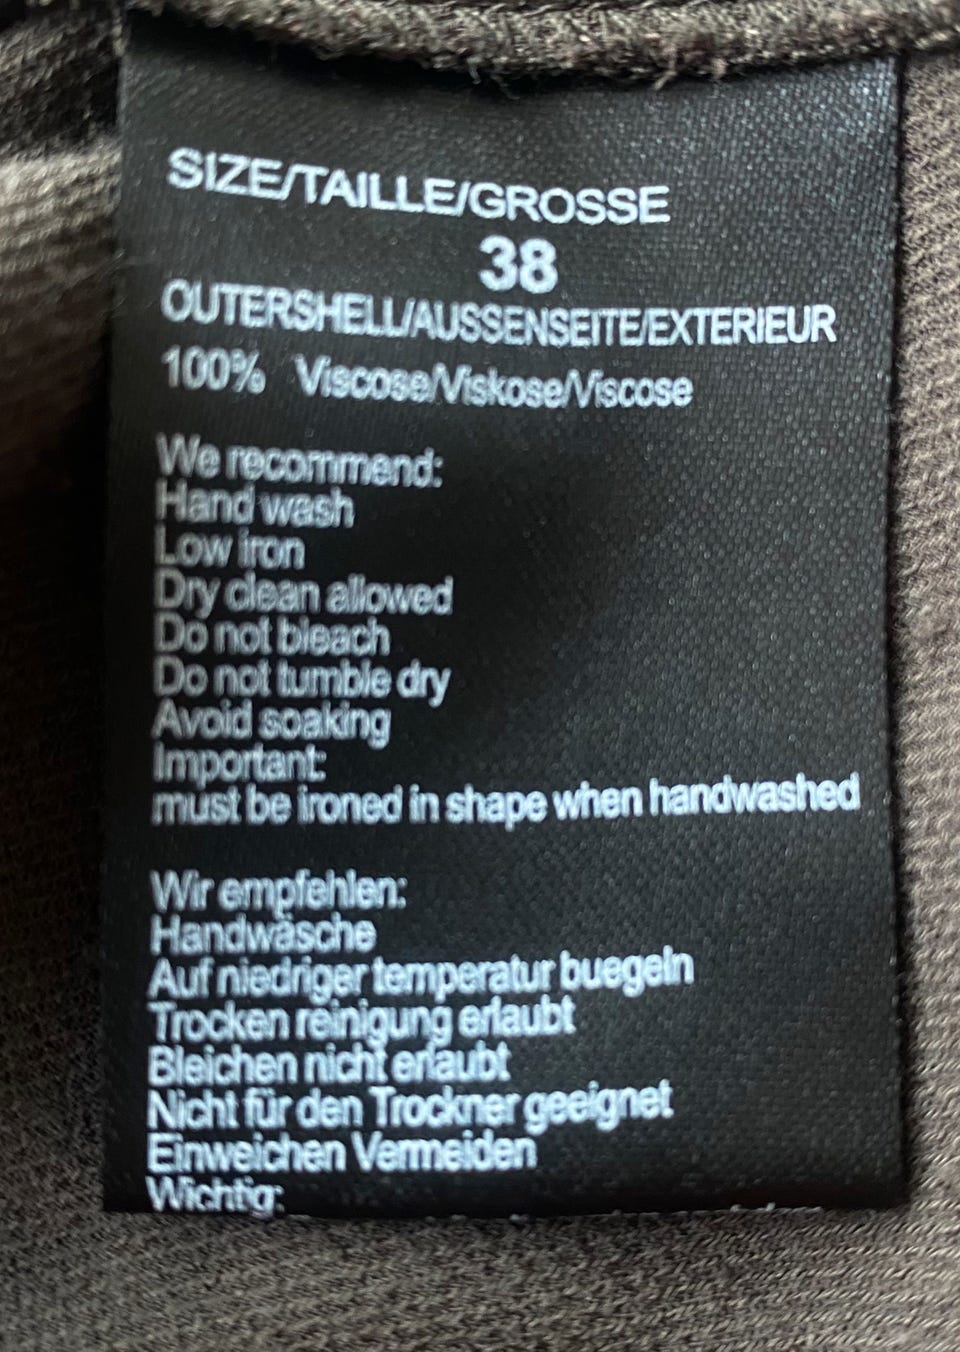 SIZE/TAILLE/GROSSE
38
OUTERSHELL/AUSSENSEITE/EXTERIEUR
100% Viscose/Viskose/Viscose
We recommend:
Hand wash
Low iron
Dry clean allowed
Do not bleach
Do not tumble dry
Avoid soaking
Important:
must be ironed in shape when handwashed
Wir empfehlen:
Handwäsche
Auf niedriger temperatur buegeln
Trocken reinigung erlaubt
Bleichen nicht erlaubt
Nicht für den Trockner geeignet
Einweichen Vermeiden
Wichtig: